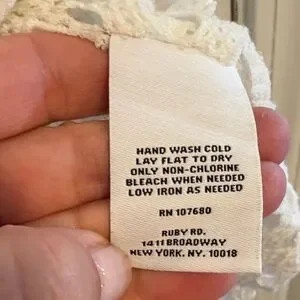 HAND WASH COLD
LAY FLAT TO DRY
ONLY NON-CHLORINE
BLEACH WHEN NEEDED
LOW IRON AS NEEDED
RN 107680
RUBY RD.
1411 BROADWAY
NEW YORK. NY. 10018